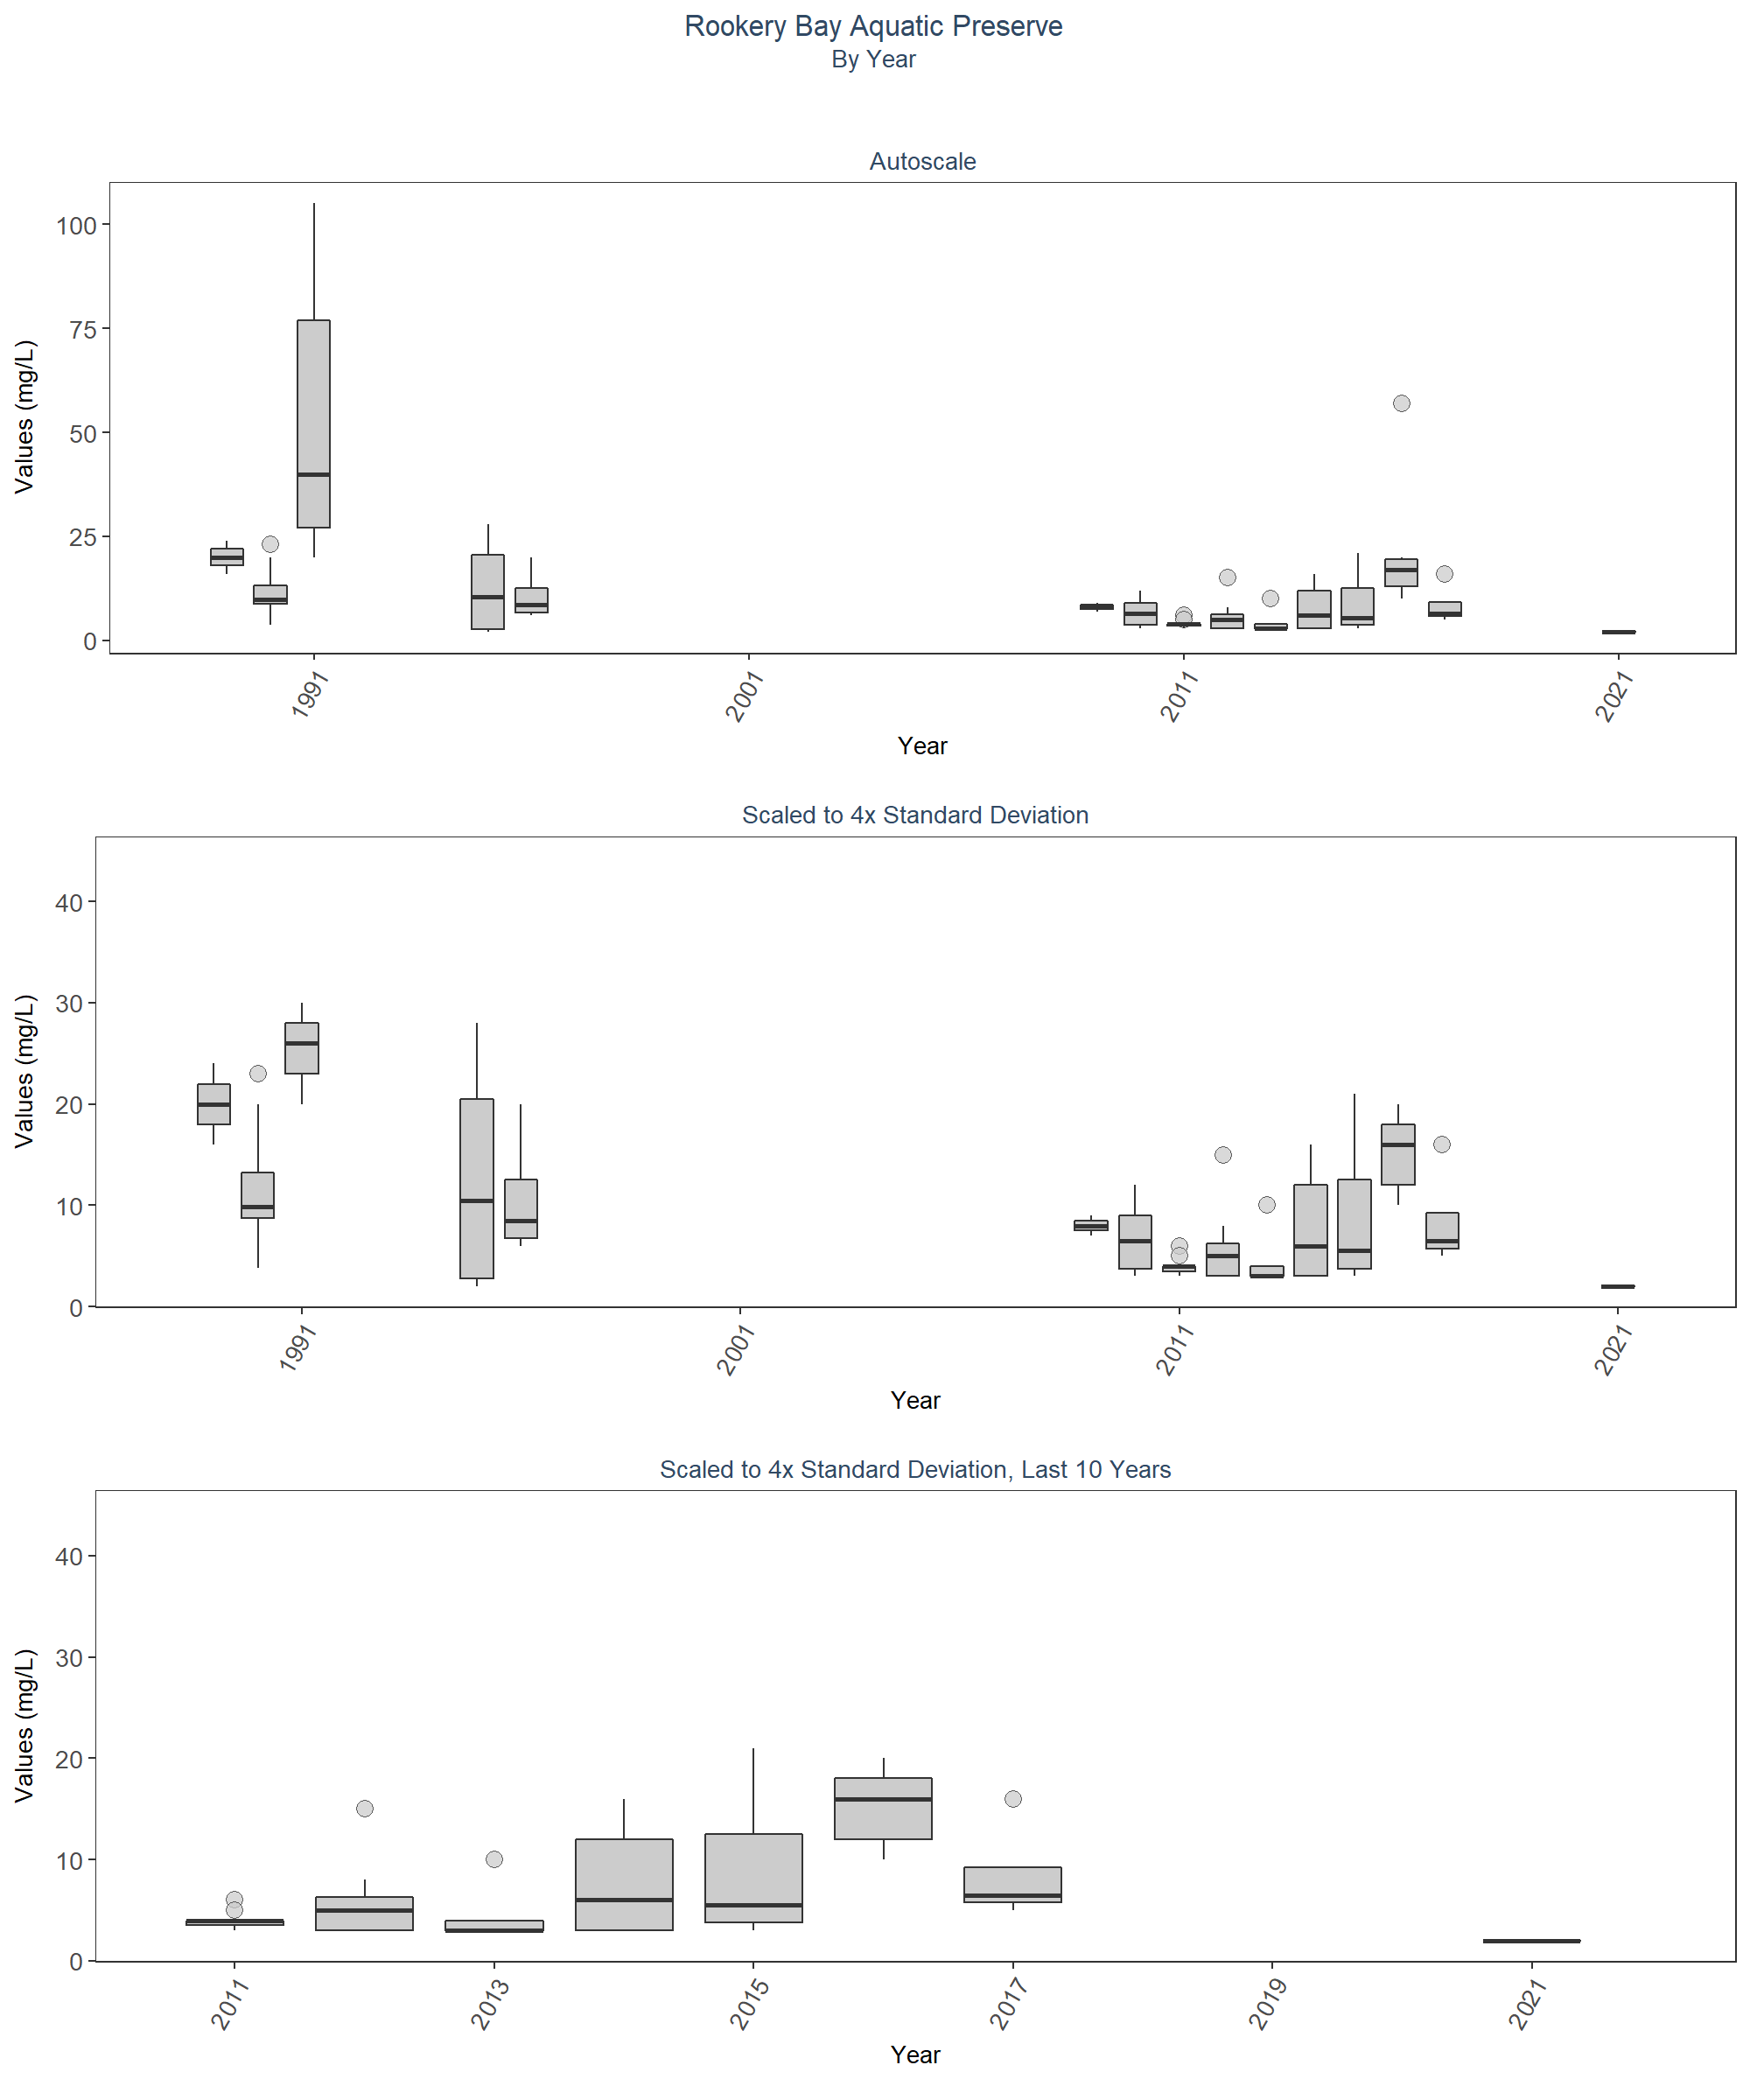 Rookery Bay Aquatic Preserve
By Year
Autoscale
Values (mg/L)
100
75
50
25
0
1991
2001
2011
2021
Year
Scaled to 4x Standard Deviation
Values (mg/L)
40
30
20
10
0
1991
2001
2011
2021
Year
Scaled to 4x Standard Deviation, Last 10 Years
Values (mg/L)
40
30
20
10
0
2011
2013
2015
2017
2019
2021
Year